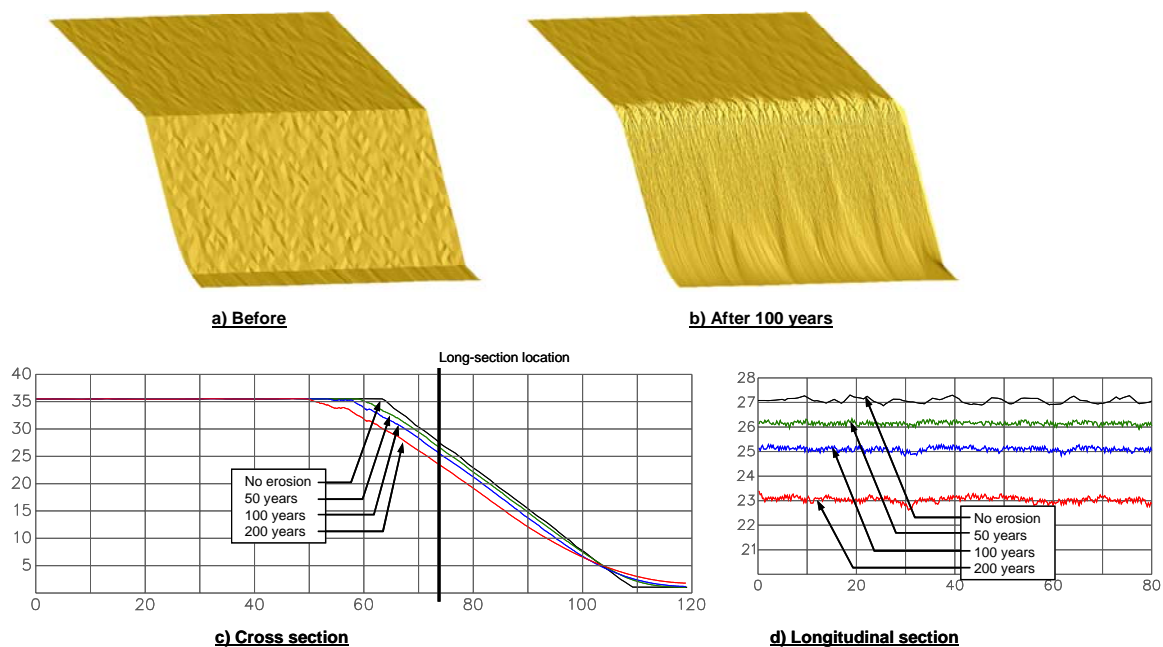 a) Before
b) After 100 years
Long-section location
40
35
30
25
20
15
10
5
0
20
40
60
80
100
120
No erosion
50 years
100 years
200 years
c) Cross section
28
27
26
25
24
23
22
21
0
20
40
60
80
No erosion
50 years
100 years
200 years
d) Longitudinal section